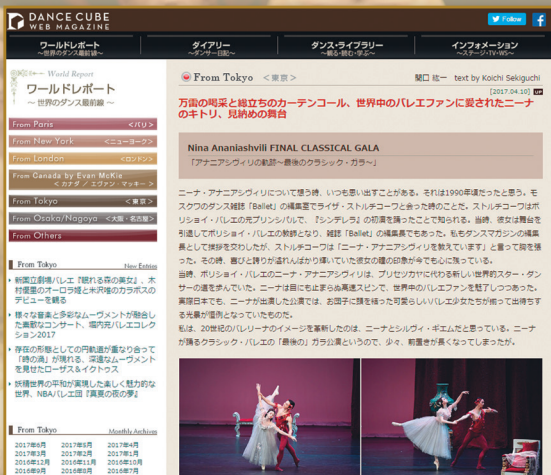 DANCE CUBE
WEB MAGAZINE
Follow
ワールドレポート
～世界のダンス最前線～
ダイアリー
～ダンサー日記～
ダンス・ライブラリー
～観る・読む・学ぶ～
インフォメーション
～ステージ・TV・WS～
World Report
ワールドレポート
～ 世界のダンス最前線 ～
From Paris <パリ>
From New York <ニューヨーク>
From London <ロンドン>
From Canada by Evan McKie
< カナダ / エヴァン・マッキー >
From Tokyo <東京>
From Osaka/Nagoya <大阪・名古屋>
From Others
From Tokyo New Entries
新国立劇場バレエ『眠れる森の美女』、木
村優里のオーロラ姫と米沢唯のカラボスの
デビューを観る
様々な音楽と多彩なムーヴメントが融合し
た素敵なコンサート、堀内充バレエコレク
ション2017
存在の形態としての円軌道が重なり合って
「時の渦」が現れる、深遠なムーヴメント
を見せたローザス&イクトゥス
妖精世界の平和が実現した楽しく魅力的な
世界、NBAバレエ団『真夏の夜の夢』
From Tokyo Monthly Archives
2017年6月 2017年5月 2017年4月
2017年3月 2017年2月 2017年1月
2016年12月 2016年11月 2016年10月
2016年9月 2016年8月 2016年7月
From Tokyo <東京>
関口 紘一 text by Koichi Sekiguchi
[2017.04.10] UP
万雷の喝采と総立ちのカーテンコール、世界中のバレエファンに愛されたニーナ
のキトリ、見納めの舞台
Nina Ananiashvili FINAL CLASSICAL GALA
「アナニアシヴィリの軌跡～最後のクラシック・ガラ～」
ニーナ・アナニアシヴィリについて想う時、いつも思い出すことがある。それは1990年頃だったと思う。モ
スクワのダンス雑誌「Ballet」の編集室でライザ・ストルチコーワと会った時のことだ。ストルチコーワはボ
リショイ・バレエの元プリンシパルで、『シンデレラ』の初演を踊ったことで知られる。当時、彼女は舞台を
引退してボリショイ・バレエの教師となり、雑誌「Ballet」の編集長でもあった。私もダンスマガジンの編集
長として挨拶を交わしたが、ストルチコーワは「ニーナ・アナニアシヴィリを教えています」と言って胸を張
った。その時、喜びと誇りが溢れんばかり輝いていた彼女の瞳の印象が今でも心に残っている。
当時、ボリショイ・バレエのニーナ・アナニアシヴィリは、プリセツカヤに代わる新しい世界的スター・ダン
サーの道を歩んでいた。ニーナは目にも止まらぬ高速スピンで、世界中のバレエファンを魅了しつつあった。
実際日本でも、ニーナが出演した公演では、お団子に頭を結った可愛らしいバレエ少女たちが揃って出待ちす
る光景が恒例となっていたものだ。
私は、20世紀のバレリーナのイメージを革新したのは、ニーナとシルヴィ・ギエムだと思っている。ニーナ
が踊るクラシック・バレエの「最後の」ガラ公演というので、少々、前置きが長くなってしまったが。